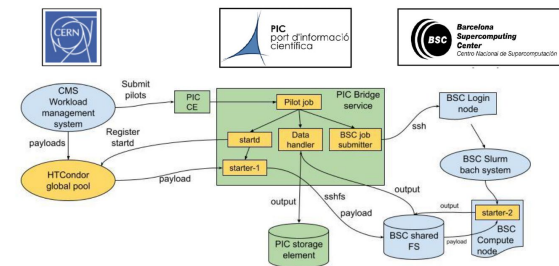 CERN
PIC
port d'informació
científica
BSC
Barcelona
Supercomputing
Center
Centro Nacional de Supercomputación
CMS
Workload
management
system
Submit
pilots
PIC
CE
PIC Bridge
service
Pilot job
startd
Data
handler
BSC job
submitter
BSC Login
node
ssh
payloads
Register
startd
HTCondor
global pool
payload
starter-1
BSC Slurm
bach system
output
sshfs
payload
output
output
payload
starter-2
PIC storage
element
BSC shared
FS
BSC
Compute
node